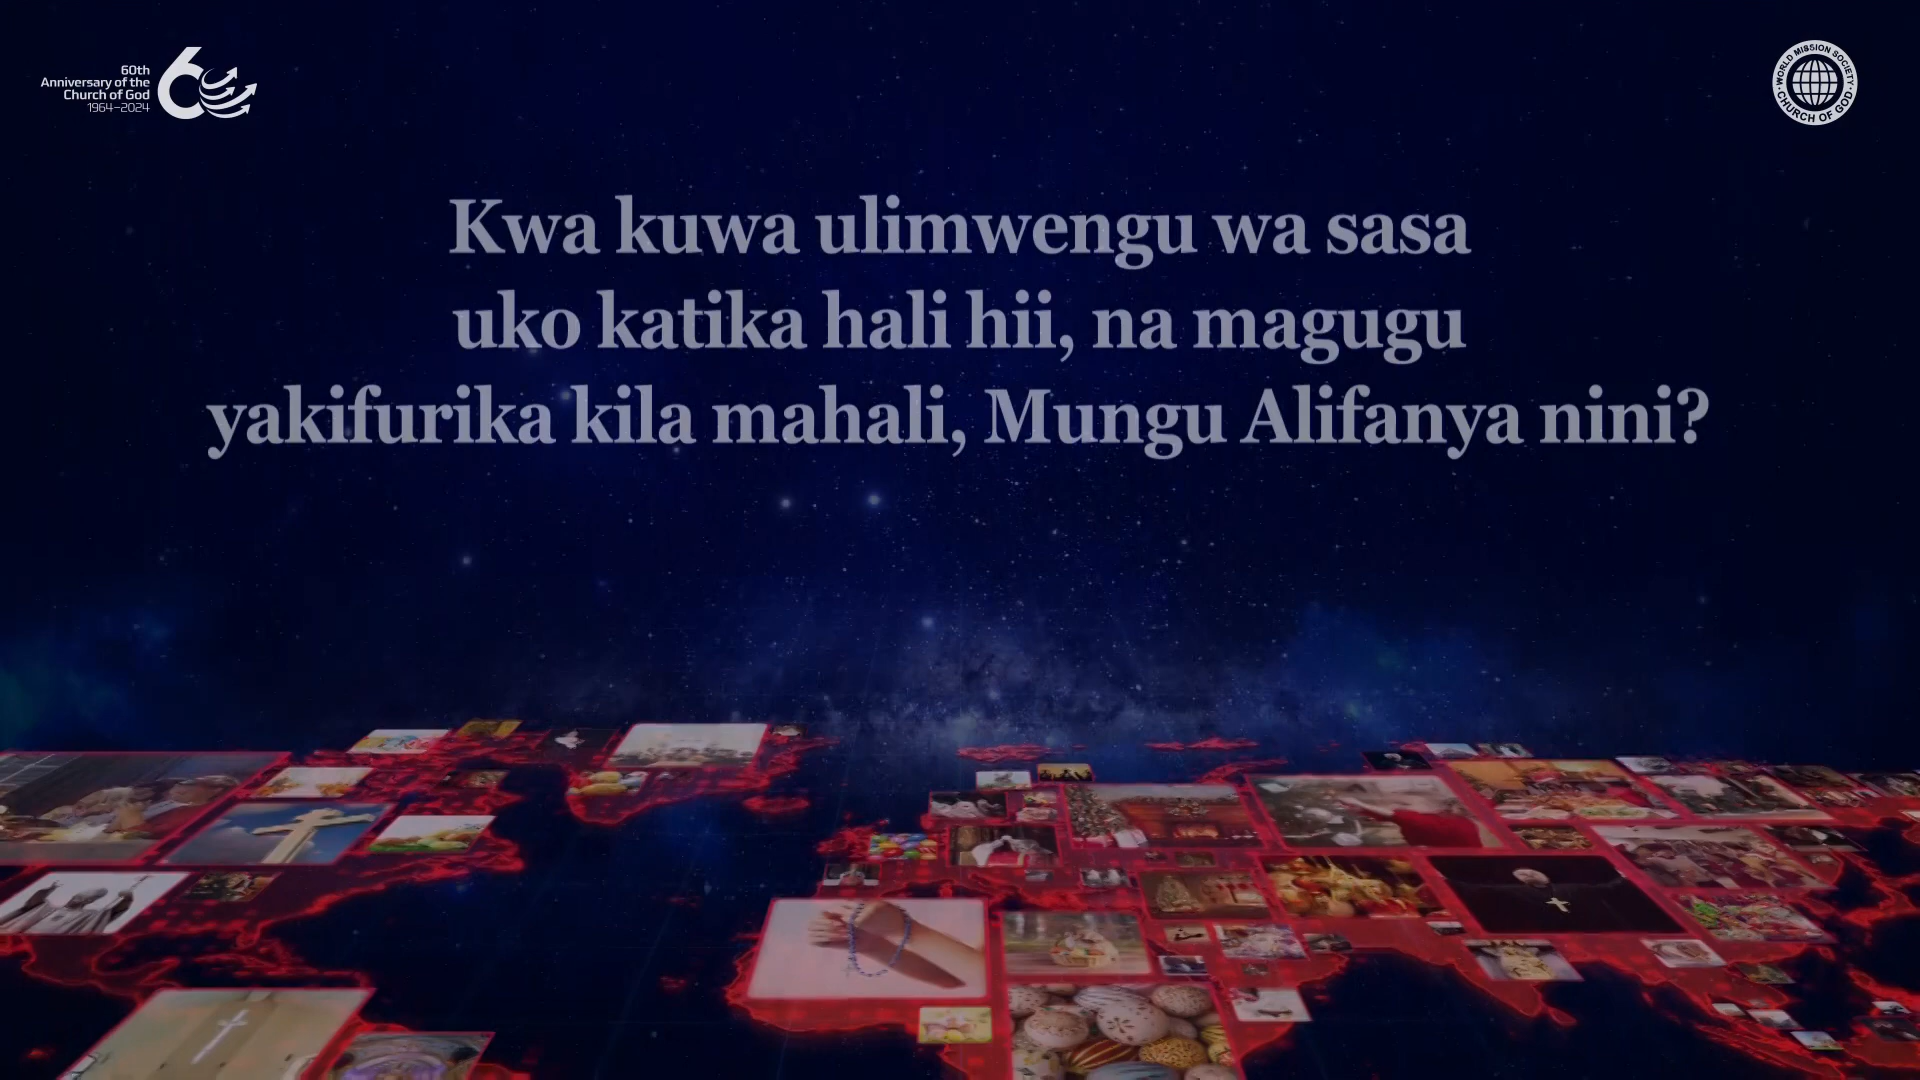 60th
Anniversary of the
Church of God
1964–2024
60
WORLD MISSION SOCIETY
CHURCH OF GOD
Kwa kuwa ulimwengu wa sasa
uko katika hali hii, na magugu
yakifurika kila mahali, Mungu Alifanya nini?